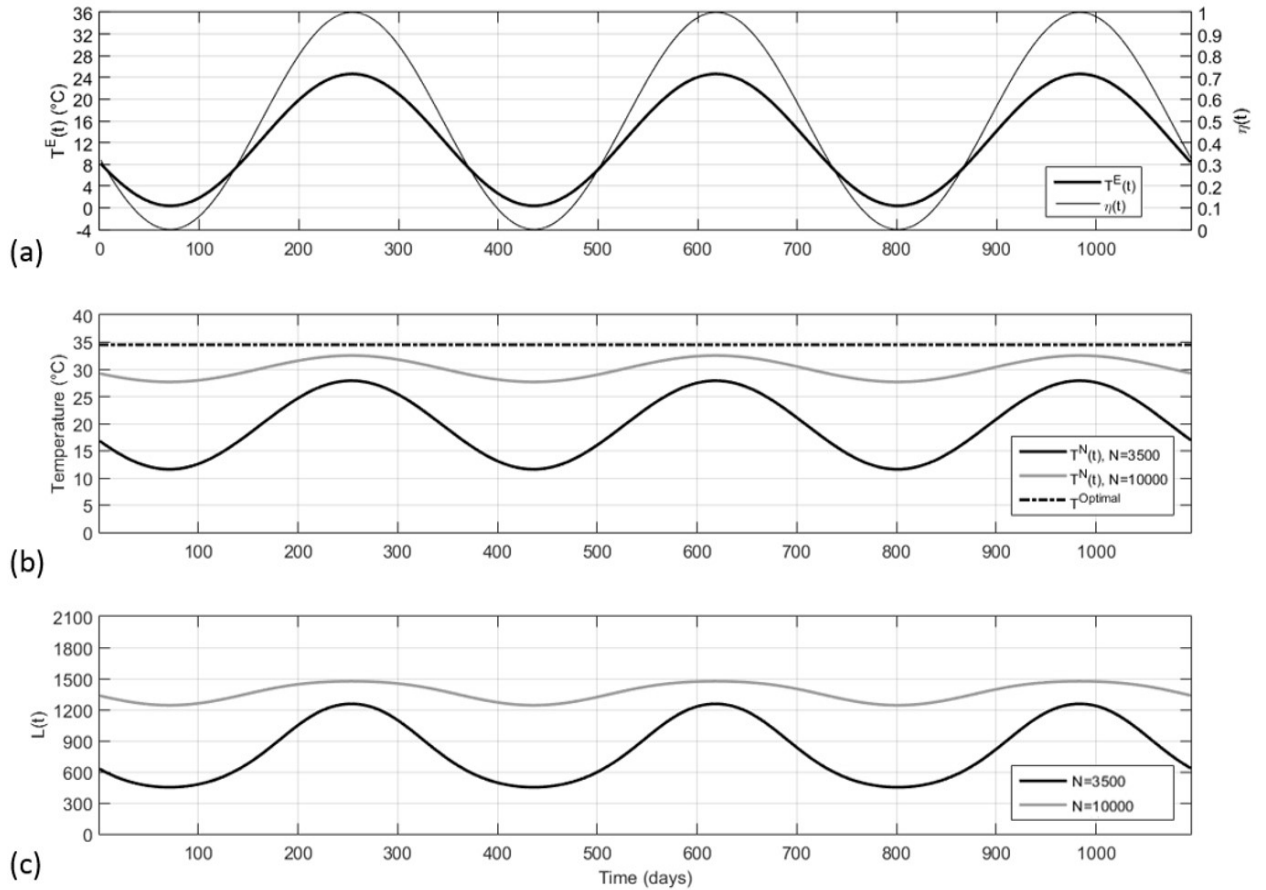 36
32
28
24
20
16
12
8
4
0
-4
T^E(t) (°C)
1
0.9
0.8
0.7
0.6
0.5
0.4
0.3
0.2
0.1
0
η(t)
T^E(t)
η(t)
0 100 200 300 400 500 600 700 800 900 1000
(a)
40
35
30
25
20
15
10
5
0
Temperature (°C)
T^N(t), N=3500
T^N(t), N=10000
T^Optimal
100 200 300 400 500 600 700 800 900 1000
(b)
2100
1800
1500
1200
900
600
300
0
L(t)
N=3500
N=10000
100 200 300 400 500 600 700 800 900 1000
Time (days)
(c)